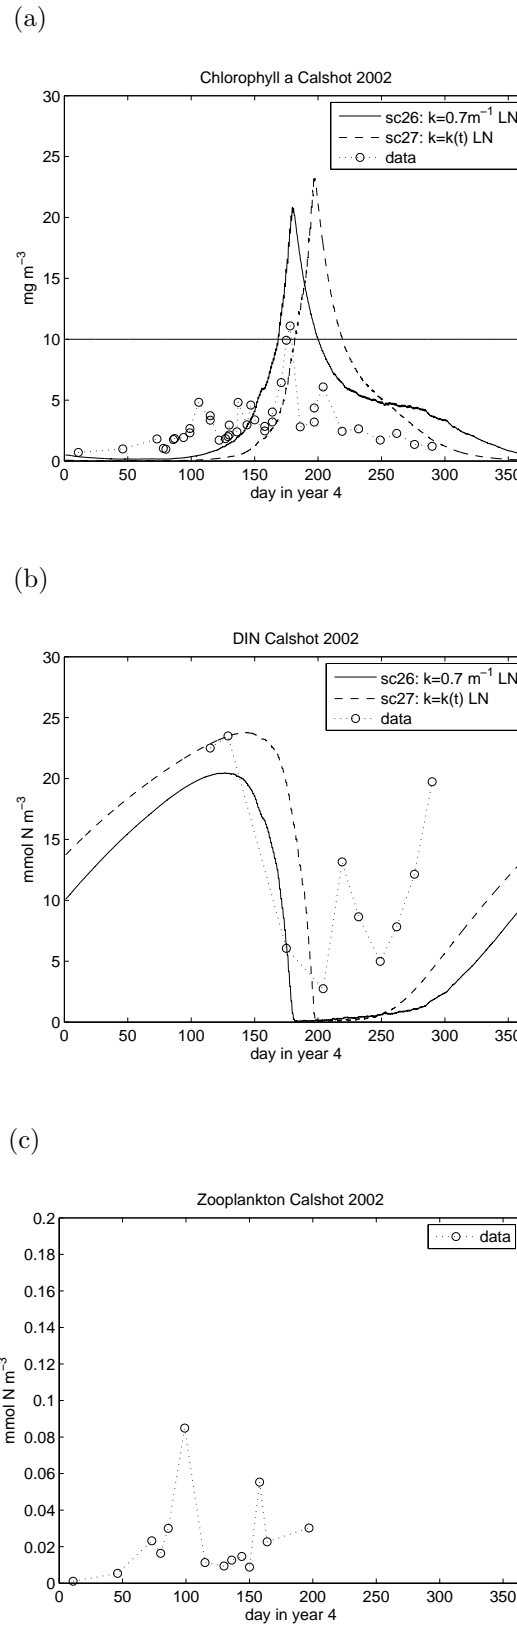 (a)
Chlorophyll a Calshot 2002
30
25
20
15
10
5
0
mg m⁻³
sc26: k=0.7m⁻¹ LN
sc27: k=k(t) LN
data
0 50 100 150 200 250 300 350
day in year 4
(b)
DIN Calshot 2002
30
25
20
15
10
5
0
mmol N m⁻³
sc26: k=0.7 m⁻¹ LN
sc27: k=k(t) LN
data
0 50 100 150 200 250 300 350
day in year 4
(c)
Zooplankton Calshot 2002
0.2
0.18
0.16
0.14
0.12
0.1
0.08
0.06
0.04
0.02
0
mmol N m⁻³
data
0 50 100 150 200 250 300 350
day in year 4